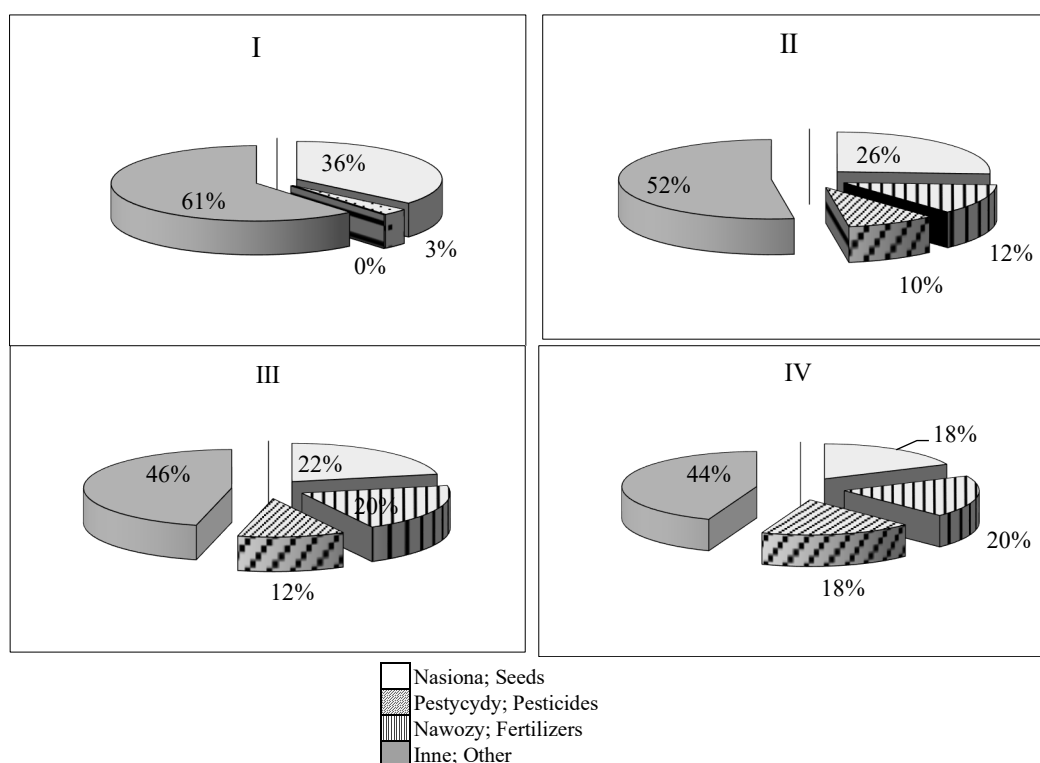 I
36%
61%
3%
0%
II
26%
52%
12%
10%
III
22%
46%
20%
12%
IV
18%
44%
20%
18%
Nasiona; Seeds
Pestycydy; Pesticides
Nawozy; Fertilizers
Inne; Other